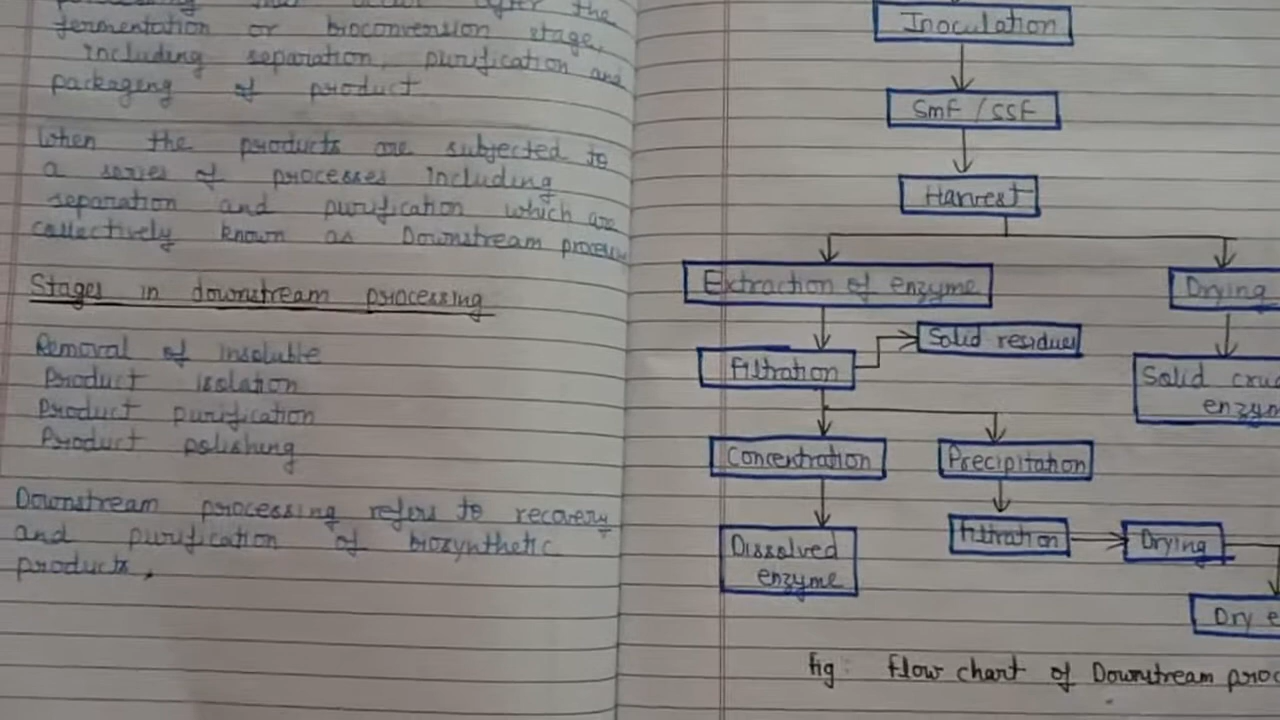 fermentation or bioconvension stage,
including separation, purification and
packaging of product
When the products are subjected to
a series of processes Including
separation and purification which are
collectively known as Downstream
Stages in downstream processing
Removal of insoluble
Product isolation
Product purification
Product polishing
Downstream processing refers to recovery
and purification of biosynthetic
products.
Inoculation
SmF / SSF
Harvest
Extraction of enzyme
Drying
Solid residue
Filtration
Solid
Concentration
Precipitation
Filtration
Drying
Dissolved
enzyme
Dry
fig: Flow chart of Downstream